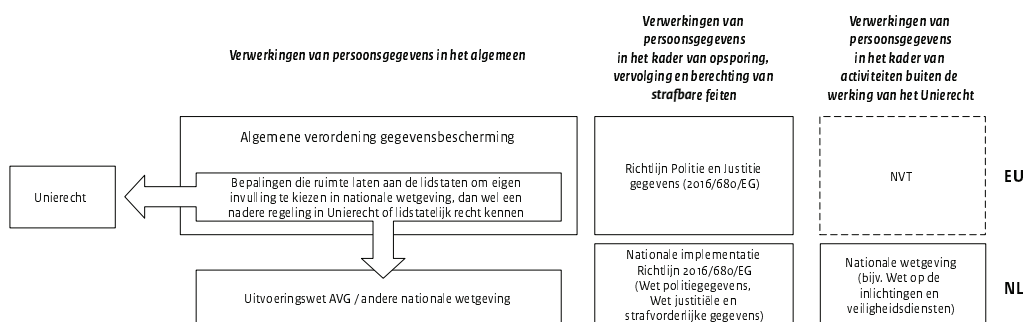 Verwerkingen van persoonsgegevens in het algemeen
Verwerkingen van
persoonsgegevens
in het kader van opsporing,
vervolging en berechting van
strafbare feiten
Verwerkingen van
persoonsgegevens
in het kader van
activiteiten buiten de
werking van het Unierecht
Unierecht
Algemene verordening gegevensbescherming
Bepalingen die ruimte laten aan de lidstaten om eigen
invulling te kiezen in nationale wetgeving, dan wel een
nadere regeling in Unierecht of lidstatelijk recht kennen
Richtlijn Politie en Justitie
gegevens (2016/680/EG)
NVT
EU
Uitvoeringswet AVG / andere nationale wetgeving
Nationale implementatie
Richtlijn 2016/680/EG
(Wet politiegegevens,
Wet justitiële en
strafvorderlijke gegevens)
Nationale wetgeving
(bijv. Wet op de
inlichtingen en
veiligheidsdiensten)
NL